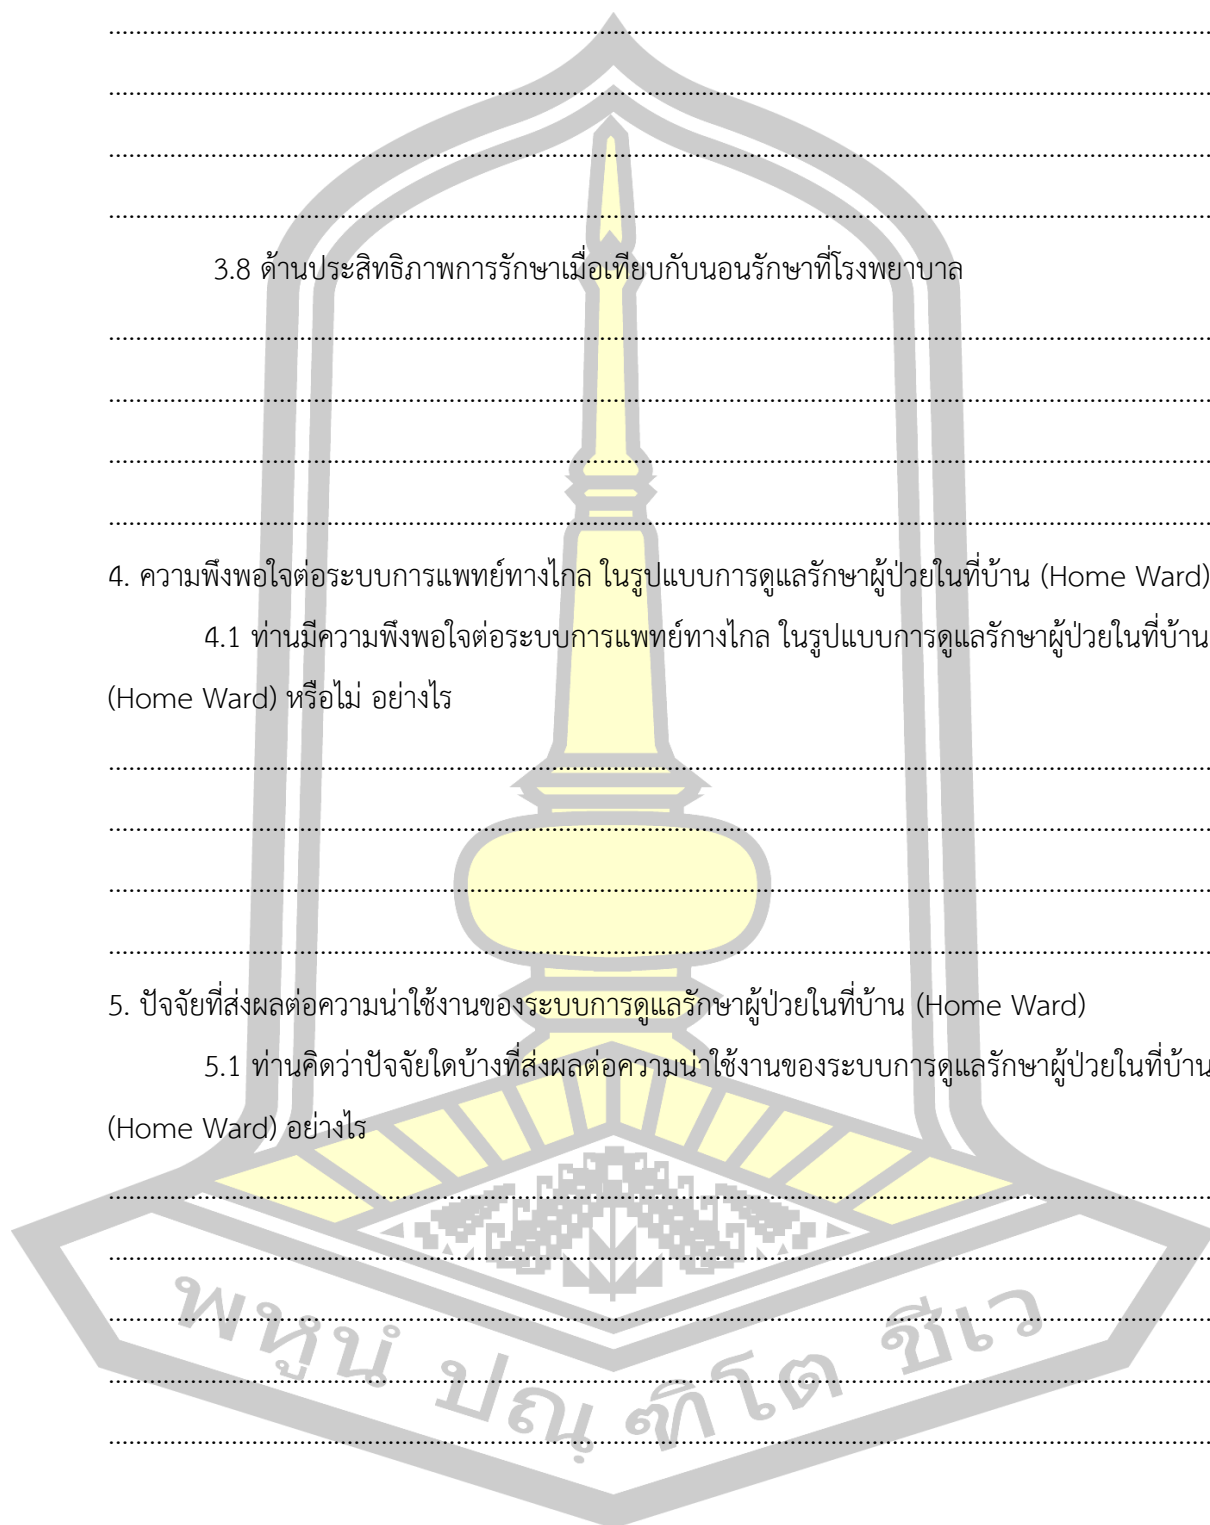 ................................................................................
................................................................................
................................................................................
................................................................................
3.8 ด้านประสิทธิภาพการรักษาเมื่อเทียบกับนอนรักษาที่โรงพยาบาล
................................................................................
................................................................................
................................................................................
................................................................................
4. ความพึงพอใจต่อระบบการแพทย์ทางไกล ในรูปแบบการดูแลรักษาผู้ป่วยในที่บ้าน (Home Ward)
4.1 ท่านมีความพึงพอใจต่อระบบการแพทย์ทางไกล ในรูปแบบการดูแลรักษาผู้ป่วยในที่บ้าน
(Home Ward) หรือไม่ อย่างไร
................................................................................
................................................................................
................................................................................
................................................................................
5. ปัจจัยที่ส่งผลต่อความน่าใช้งานของระบบการดูแลรักษาผู้ป่วยในที่บ้าน (Home Ward)
5.1 ท่านคิดว่าปัจจัยใดบ้างที่ส่งผลต่อความน่าใช้งานของระบบการดูแลรักษาผู้ป่วยในที่บ้าน
(Home Ward) อย่างไร
................................................................................
................................................................................
................................................................................
................................................................................
................................................................................
พหูนํ ปณฺฑิโต ชีเว